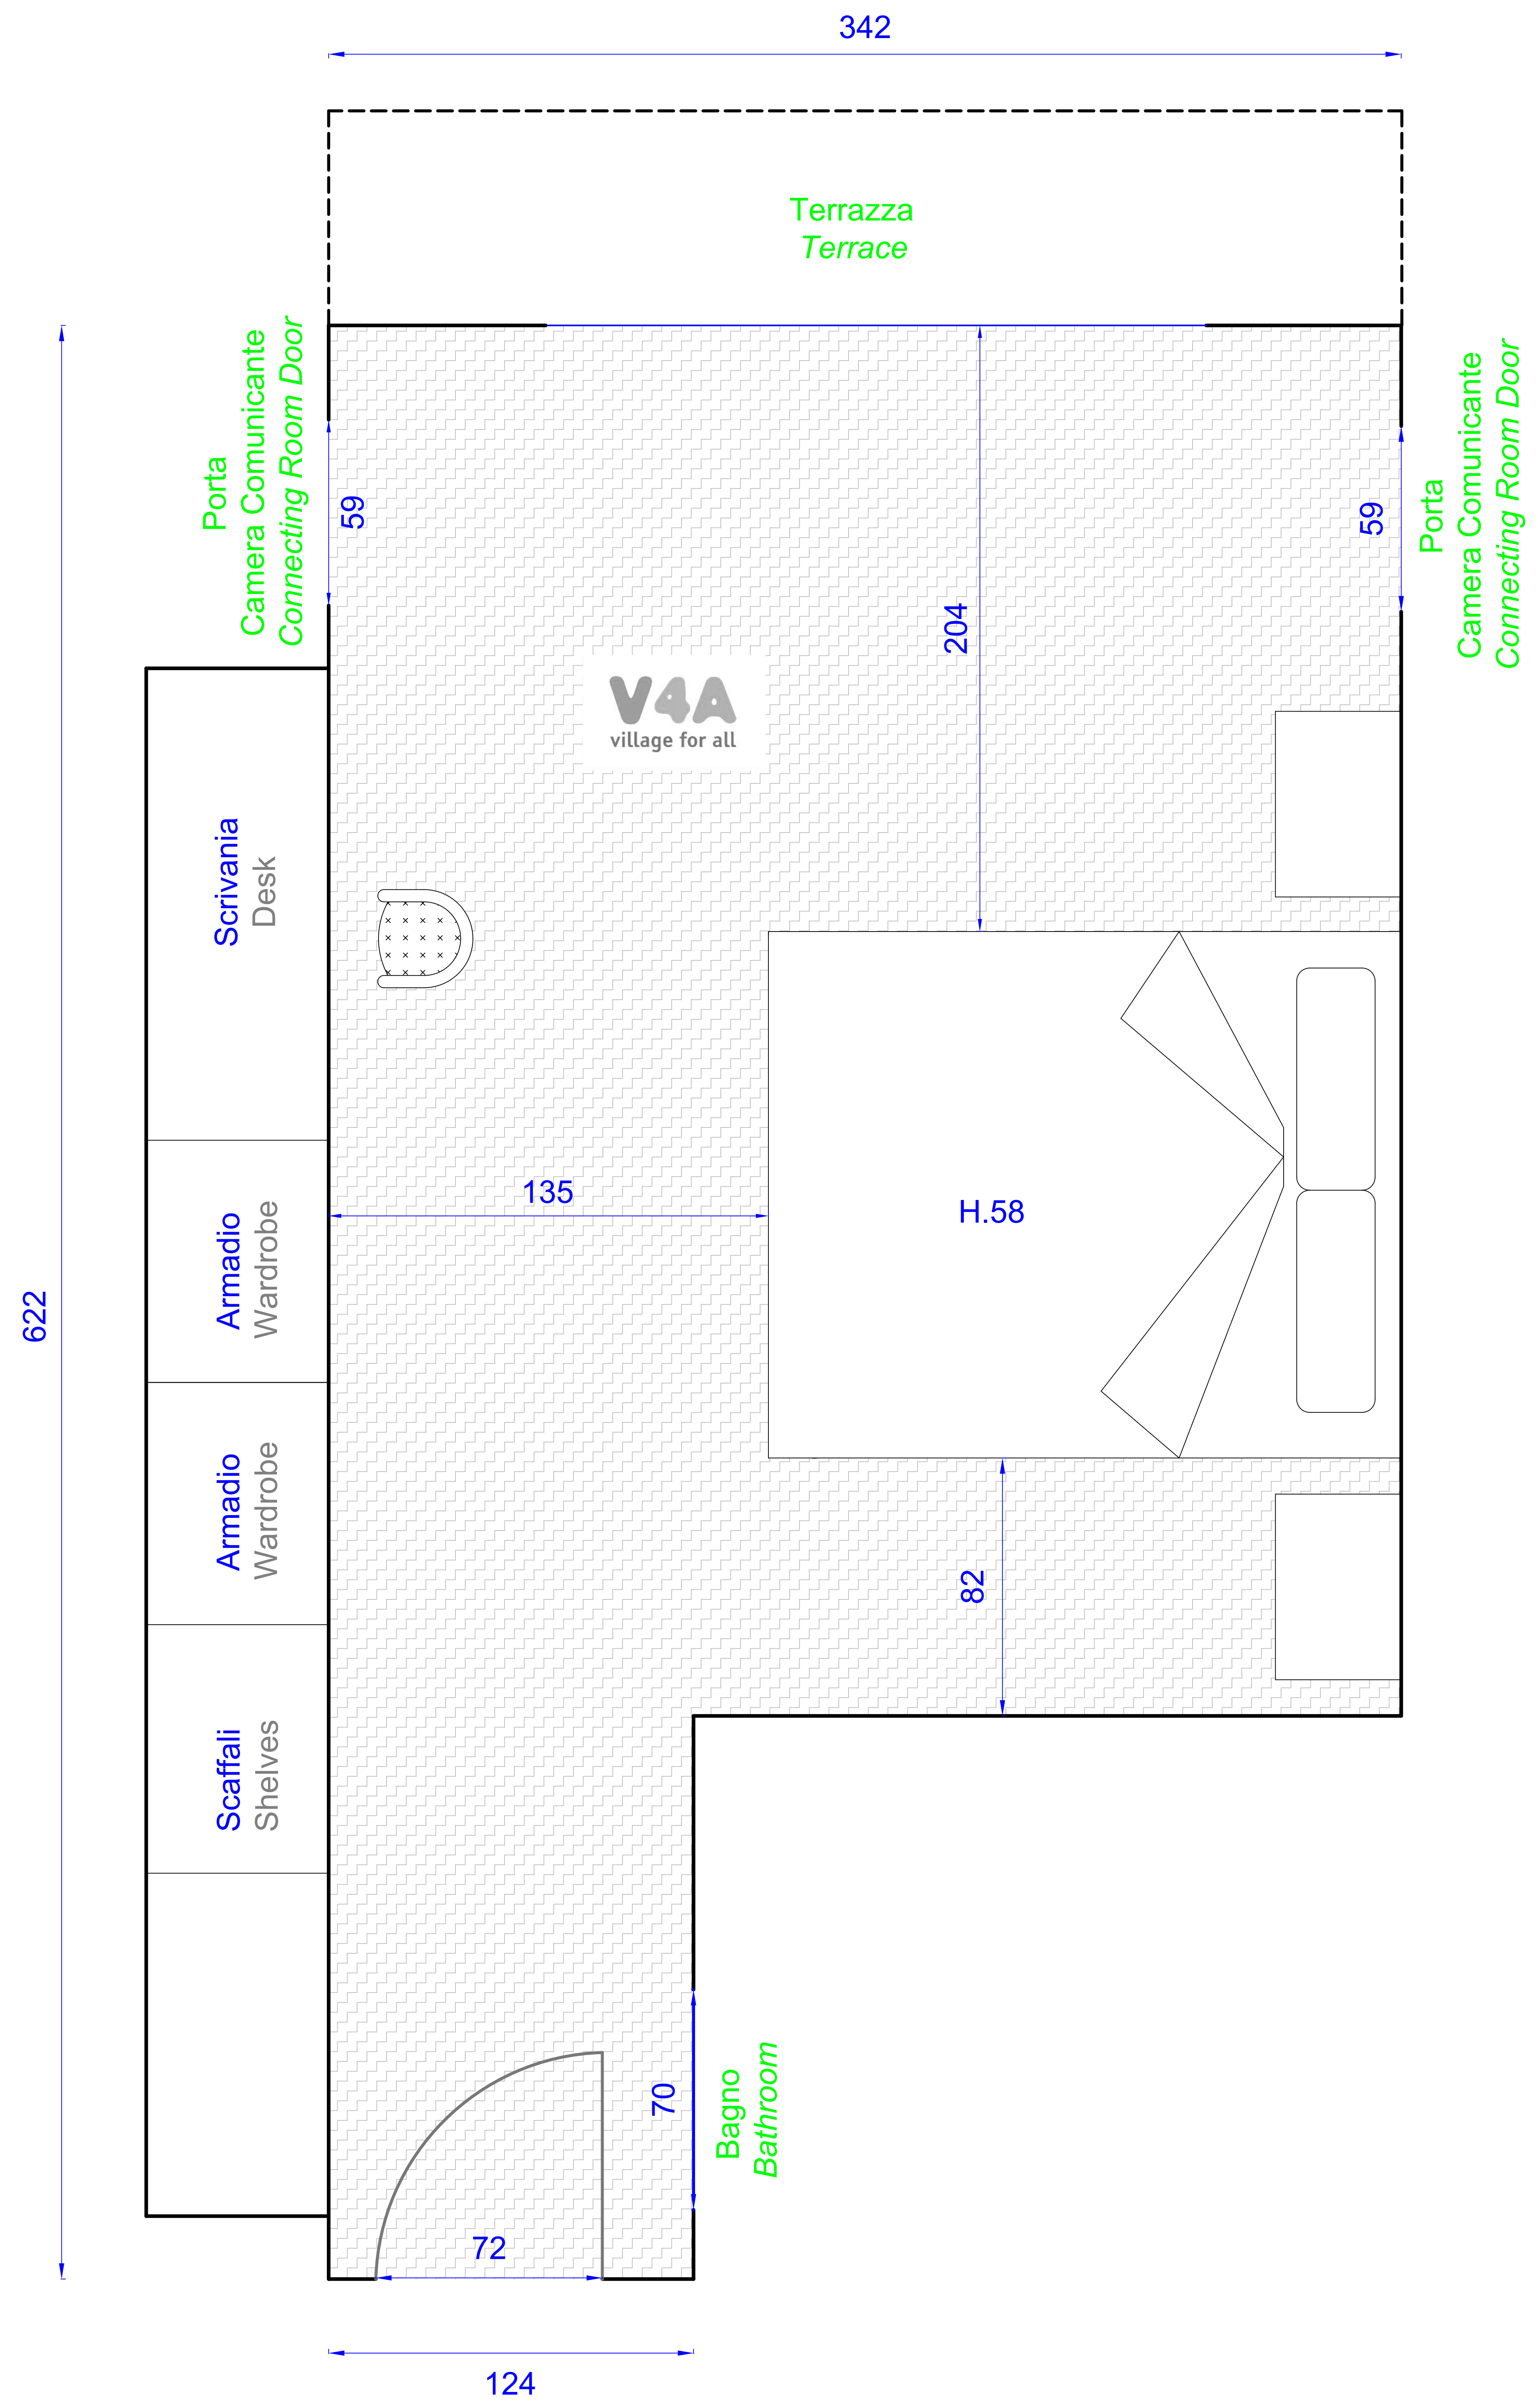 342
Terrazza
Terrace
Porta
Camera Comunicante
Connecting Room Door
59
59
Porta
Camera Comunicante
Connecting Room Door
204
V4A
village for all
Scrivania
Desk
135
H.58
Armadio
Wardrobe
622
Armadio
Wardrobe
82
Scaffali
Shelves
70
Bagno
Bathroom
72
124